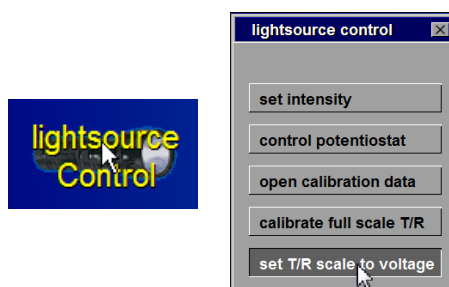 lightsource
Control
lightsource control
set intensity
control potentiostat
open calibration data
calibrate full scale T/R
set T/R scale to voltage